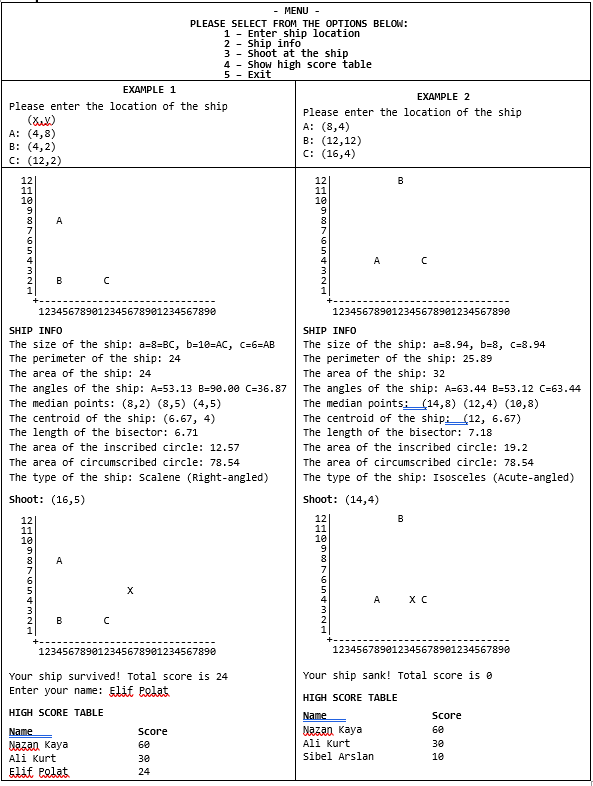 - MENU -
PLEASE SELECT FROM THE OPTIONS BELOW:
1 – Enter ship location
2 – Ship info
3 – Shoot at the ship
4 – Show high score table
5 – Exit
EXAMPLE 1
Please enter the location of the ship
(x,y)
A: (4,8)
B: (4,2)
C: (12,2)
12|
11|
10|
9|
8| A
7|
6|
5|
4|
3|
2| B C
1|
+------------------------------
123456789012345678901234567890
SHIP INFO
The size of the ship: a=8=BC, b=10=AC, c=6=AB
The perimeter of the ship: 24
The area of the ship: 24
The angles of the ship: A=53.13 B=90.00 C=36.87
The median points: (8,2) (8,5) (4,5)
The centroid of the ship: (6.67, 4)
The length of the bisector: 6.71
The area of the inscribed circle: 12.57
The area of circumscribed circle: 78.54
The type of the ship: Scalene (Right-angled)
Shoot: (16,5)
12|
11|
10|
9|
8| A
7|
6|
5| X
4|
3|
2| B C
1|
+------------------------------
123456789012345678901234567890
Your ship survived! Total score is 24
Enter your name: Elif Polat
HIGH SCORE TABLE
Name Score
Nazan Kaya 60
Ali Kurt 30
Elif Polat 24
EXAMPLE 2
Please enter the location of the ship
A: (8,4)
B: (12,12)
C: (16,4)
12| B
11|
10|
9|
8|
7|
6|
5|
4| A C
3|
2|
1|
+------------------------------
123456789012345678901234567890
SHIP INFO
The size of the ship: a=8.94, b=8, c=8.94
The perimeter of ship: 25.89
The area of ship: 32
The angles of the ship: A=63.44 B=53.12 C=63.44
The median points: (14,8) (12,4) (10,8)
The centroid of the ship: (12, 6.67)
The length of the bisector: 7.18
The area of the inscribed circle: 19.2
The area of circumscribed circle: 78.54
The type of the ship: Isosceles (Acute-angled)
Shoot: (14,4)
12| B
11|
10|
9|
8|
7|
6|
5|
4| A X C
3|
2|
1|
+------------------------------
123456789012345678901234567890
Your ship sank! Total score is 0
HIGH SCORE TABLE
Name Score
Nazan Kaya 60
Ali Kurt 30
Sibel Arslan 10